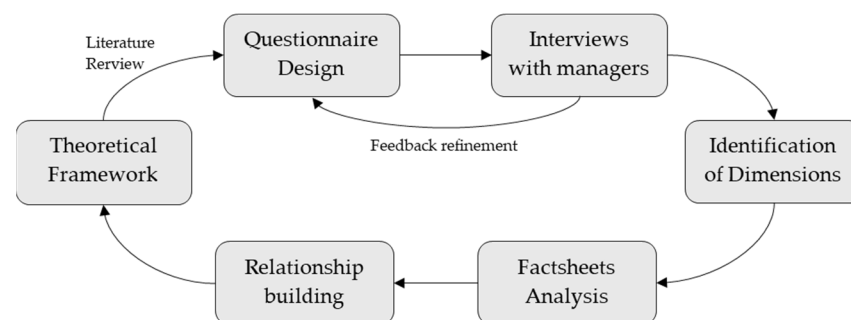 Literature
Rerview
Questionnaire
Design
Interviews
with managers
Feedback refinement
Theoretical
Framework
Identification
of Dimensions
Relationship
building
Factsheets
Analysis